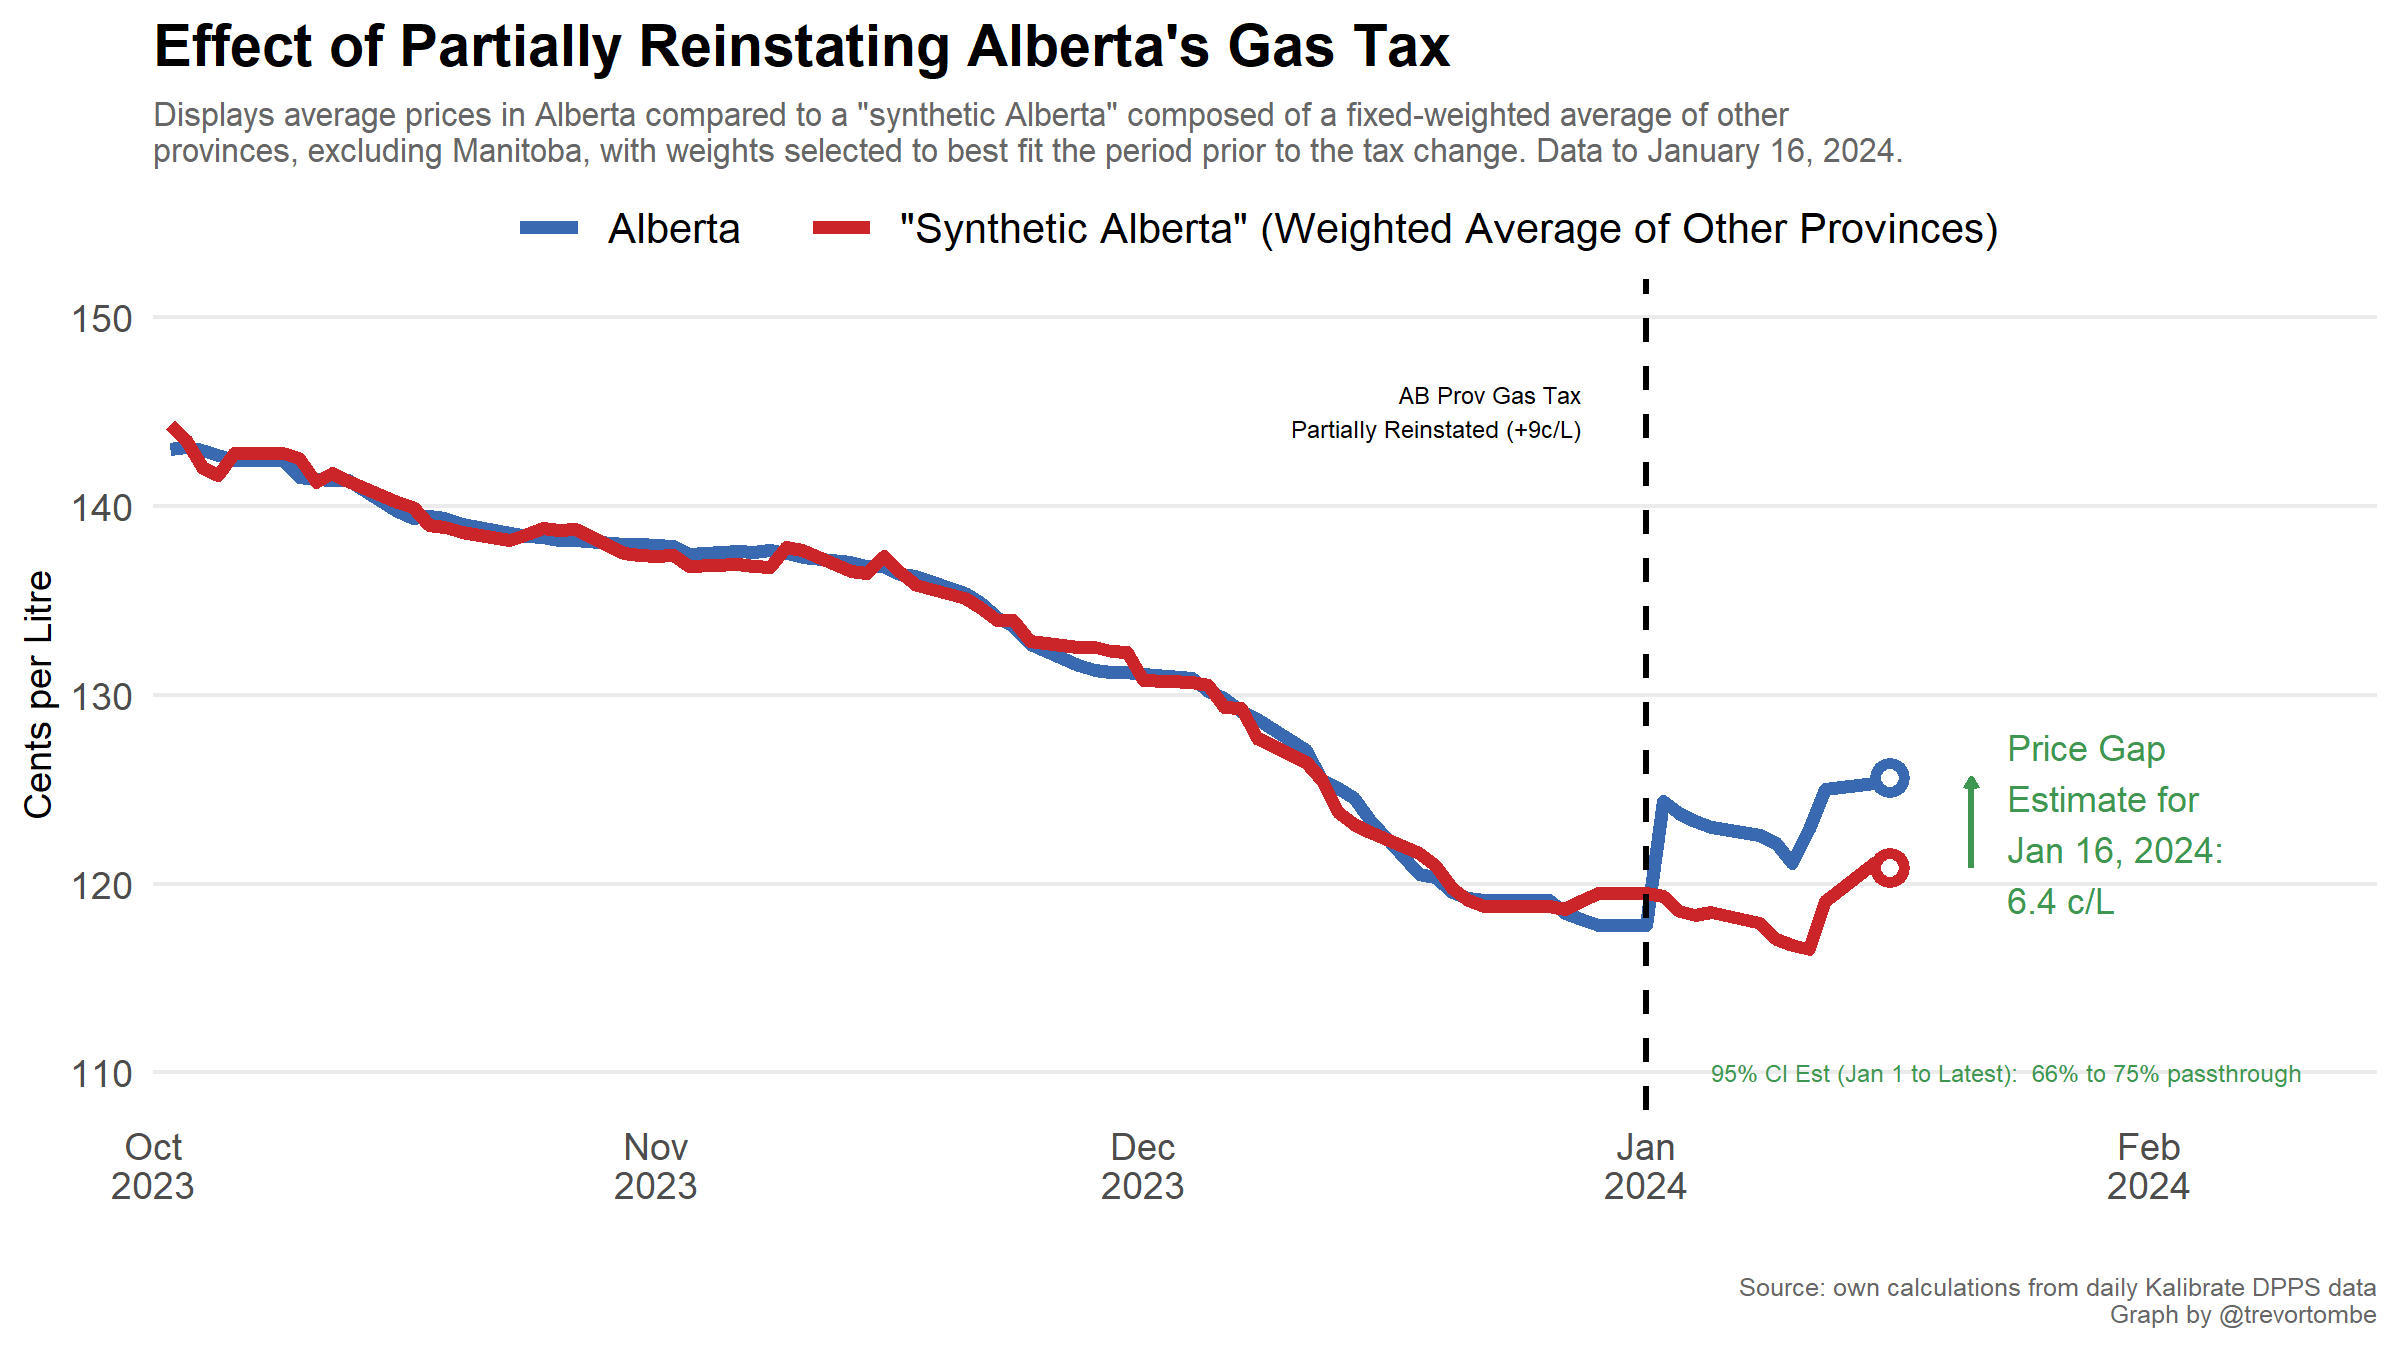 Effect of Partially Reinstating Alberta's Gas Tax
Displays average prices in Alberta compared to a "synthetic Alberta" composed of a fixed-weighted average of other
provinces, excluding Manitoba, with weights selected to best fit the period prior to the tax change. Data to January 16, 2024.
Alberta
"Synthetic Alberta" (Weighted Average of Other Provinces)
150
140
130
120
110
Cents per Litre
AB Prov Gas Tax
Partially Reinstated (+9c/L)
Price Gap
Estimate for
Jan 16, 2024:
6.4 c/L
95% CI Est (Jan 1 to Latest):  66% to 75% passthrough
Oct
2023
Nov
2023
Dec
2023
Jan
2024
Feb
2024
Source: own calculations from daily Kalibrate DPPS data
Graph by @trevortombe